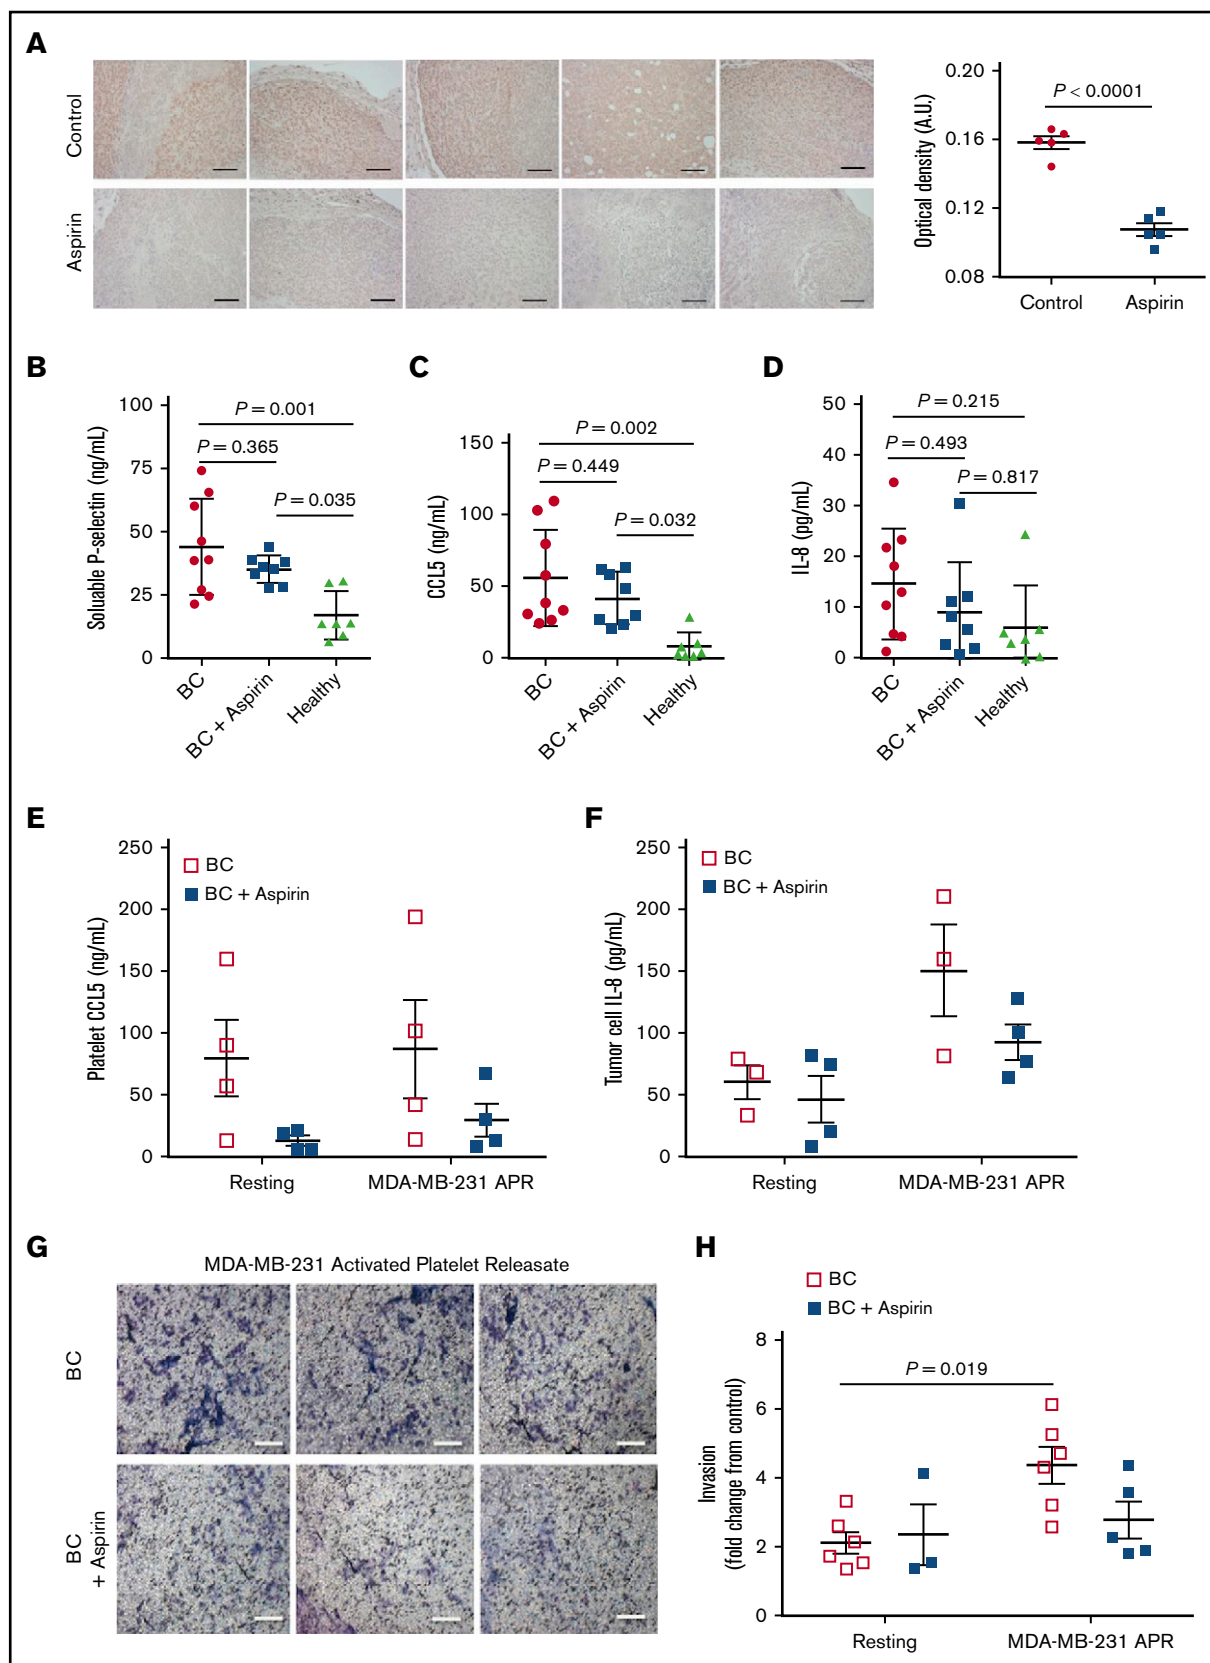 A
Control
Aspirin
Optical density (A.U.)
0.20
0.16
0.12
0.08
P < 0.0001
Control Aspirin
B
Soluable P-selectin (ng/mL)
100
75
50
25
0
P = 0.001
P = 0.365
P = 0.035
BC
BC + Aspirin
Healthy
C
CCL5 (ng/mL)
150
100
50
0
P = 0.002
P = 0.449
P = 0.032
BC
BC + Aspirin
Healthy
D
IL-8 (pg/mL)
50
40
30
20
10
0
P = 0.215
P = 0.493
P = 0.817
BC
BC + Aspirin
Healthy
E
Platelet CCL5 (ng/mL)
250
200
150
100
50
0
BC
BC + Aspirin
Resting MDA-MB-231 APR
F
Tumor cell IL-8 (pg/mL)
250
200
150
100
50
0
BC
BC + Aspirin
Resting MDA-MB-231 APR
G
MDA-MB-231 Activated Platelet Releasate
BC
BC
+ Aspirin
H
BC
BC + Aspirin
Invasion
(fold change from control)
8
6
4
2
0
P = 0.019
Resting MDA-MB-231 APR